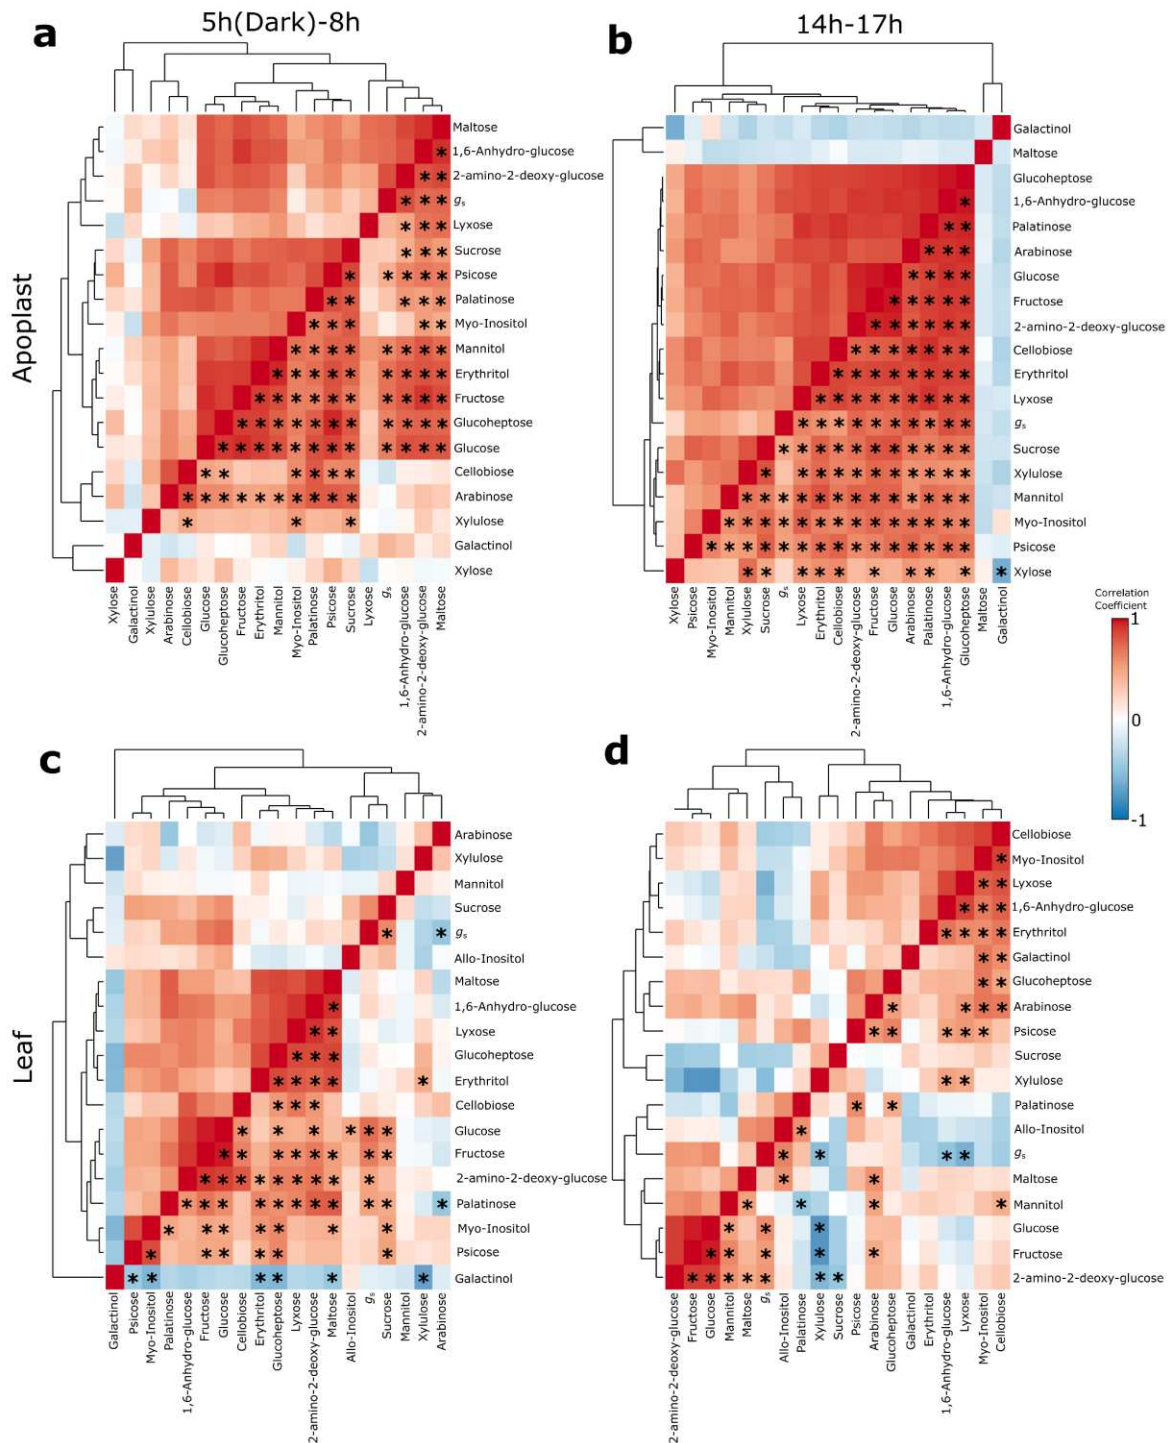 5h(Dark)-8h
14h-17h
a
b
Apoplast
Maltose
1,6-Anhydro-glucose
2-amino-2-deoxy-glucose
gs
Lyxose
Sucrose
Psicose
Palatinose
Myo-Inositol
Mannitol
Erythritol
Fructose
Glucoheptose
Glucose
Cellobiose
Arabinose
Xylulose
Galactinol
Xylose
Xylose
Galactinol
Xylulose
Arabinose
Cellobiose
Glucose
Glucoheptose
Fructose
Erythritol
Mannitol
Myo-Inositol
Palatinose
Psicose
Sucrose
Lyxose
gs
1,6-Anhydro-glucose
2-amino-2-deoxy-glucose
Maltose
Galactinol
Maltose
Glucoheptose
1,6-Anhydro-glucose
Palatinose
Arabinose
Glucose
Fructose
2-amino-2-deoxy-glucose
Cellobiose
Erythritol
Lyxose
gs
Sucrose
Xylulose
Mannitol
Myo-Inositol
Psicose
Xylose
Xylose
Psicose
Myo-Inositol
Mannitol
Xylulose
Sucrose
gs
Lyxose
Erythritol
Cellobiose
2-amino-2-deoxy-glucose
Fructose
Glucose
Arabinose
Palatinose
1,6-Anhydro-glucose
Glucoheptose
Maltose
Galactinol
Correlation
Coefficient
1
0
-1
c
d
Leaf
Arabinose
Xylulose
Mannitol
Sucrose
gs
Allo-Inositol
Maltose
1,6-Anhydro-glucose
Lyxose
Glucoheptose
Erythritol
Cellobiose
Glucose
Fructose
2-amino-2-deoxy-glucose
Palatinose
Myo-Inositol
Psicose
Galactinol
Galactinol
Psicose
Myo-Inositol
Palatinose
1,6-Anhydro-glucose
Fructose
Glucose
Cellobiose
Erythritol
Glucoheptose
Lyxose
2-amino-2-deoxy-glucose
Maltose
Allo-Inositol
gs
Sucrose
Mannitol
Xylulose
Arabinose
Cellobiose
Myo-Inositol
Lyxose
1,6-Anhydro-glucose
Erythritol
Galactinol
Glucoheptose
Arabinose
Psicose
Sucrose
Xylulose
Palatinose
Allo-Inositol
gs
Maltose
Mannitol
Glucose
Fructose
2-amino-2-deoxy-glucose
2-amino-2-deoxy-glucose
Fructose
Glucose
Mannitol
Maltose
gs
Allo-Inositol
Palatinose
Xylulose
Sucrose
Psicose
Arabinose
Glucoheptose
Galactinol
Erythritol
1,6-Anhydro-glucose
Lyxose
Myo-Inositol
Cellobiose